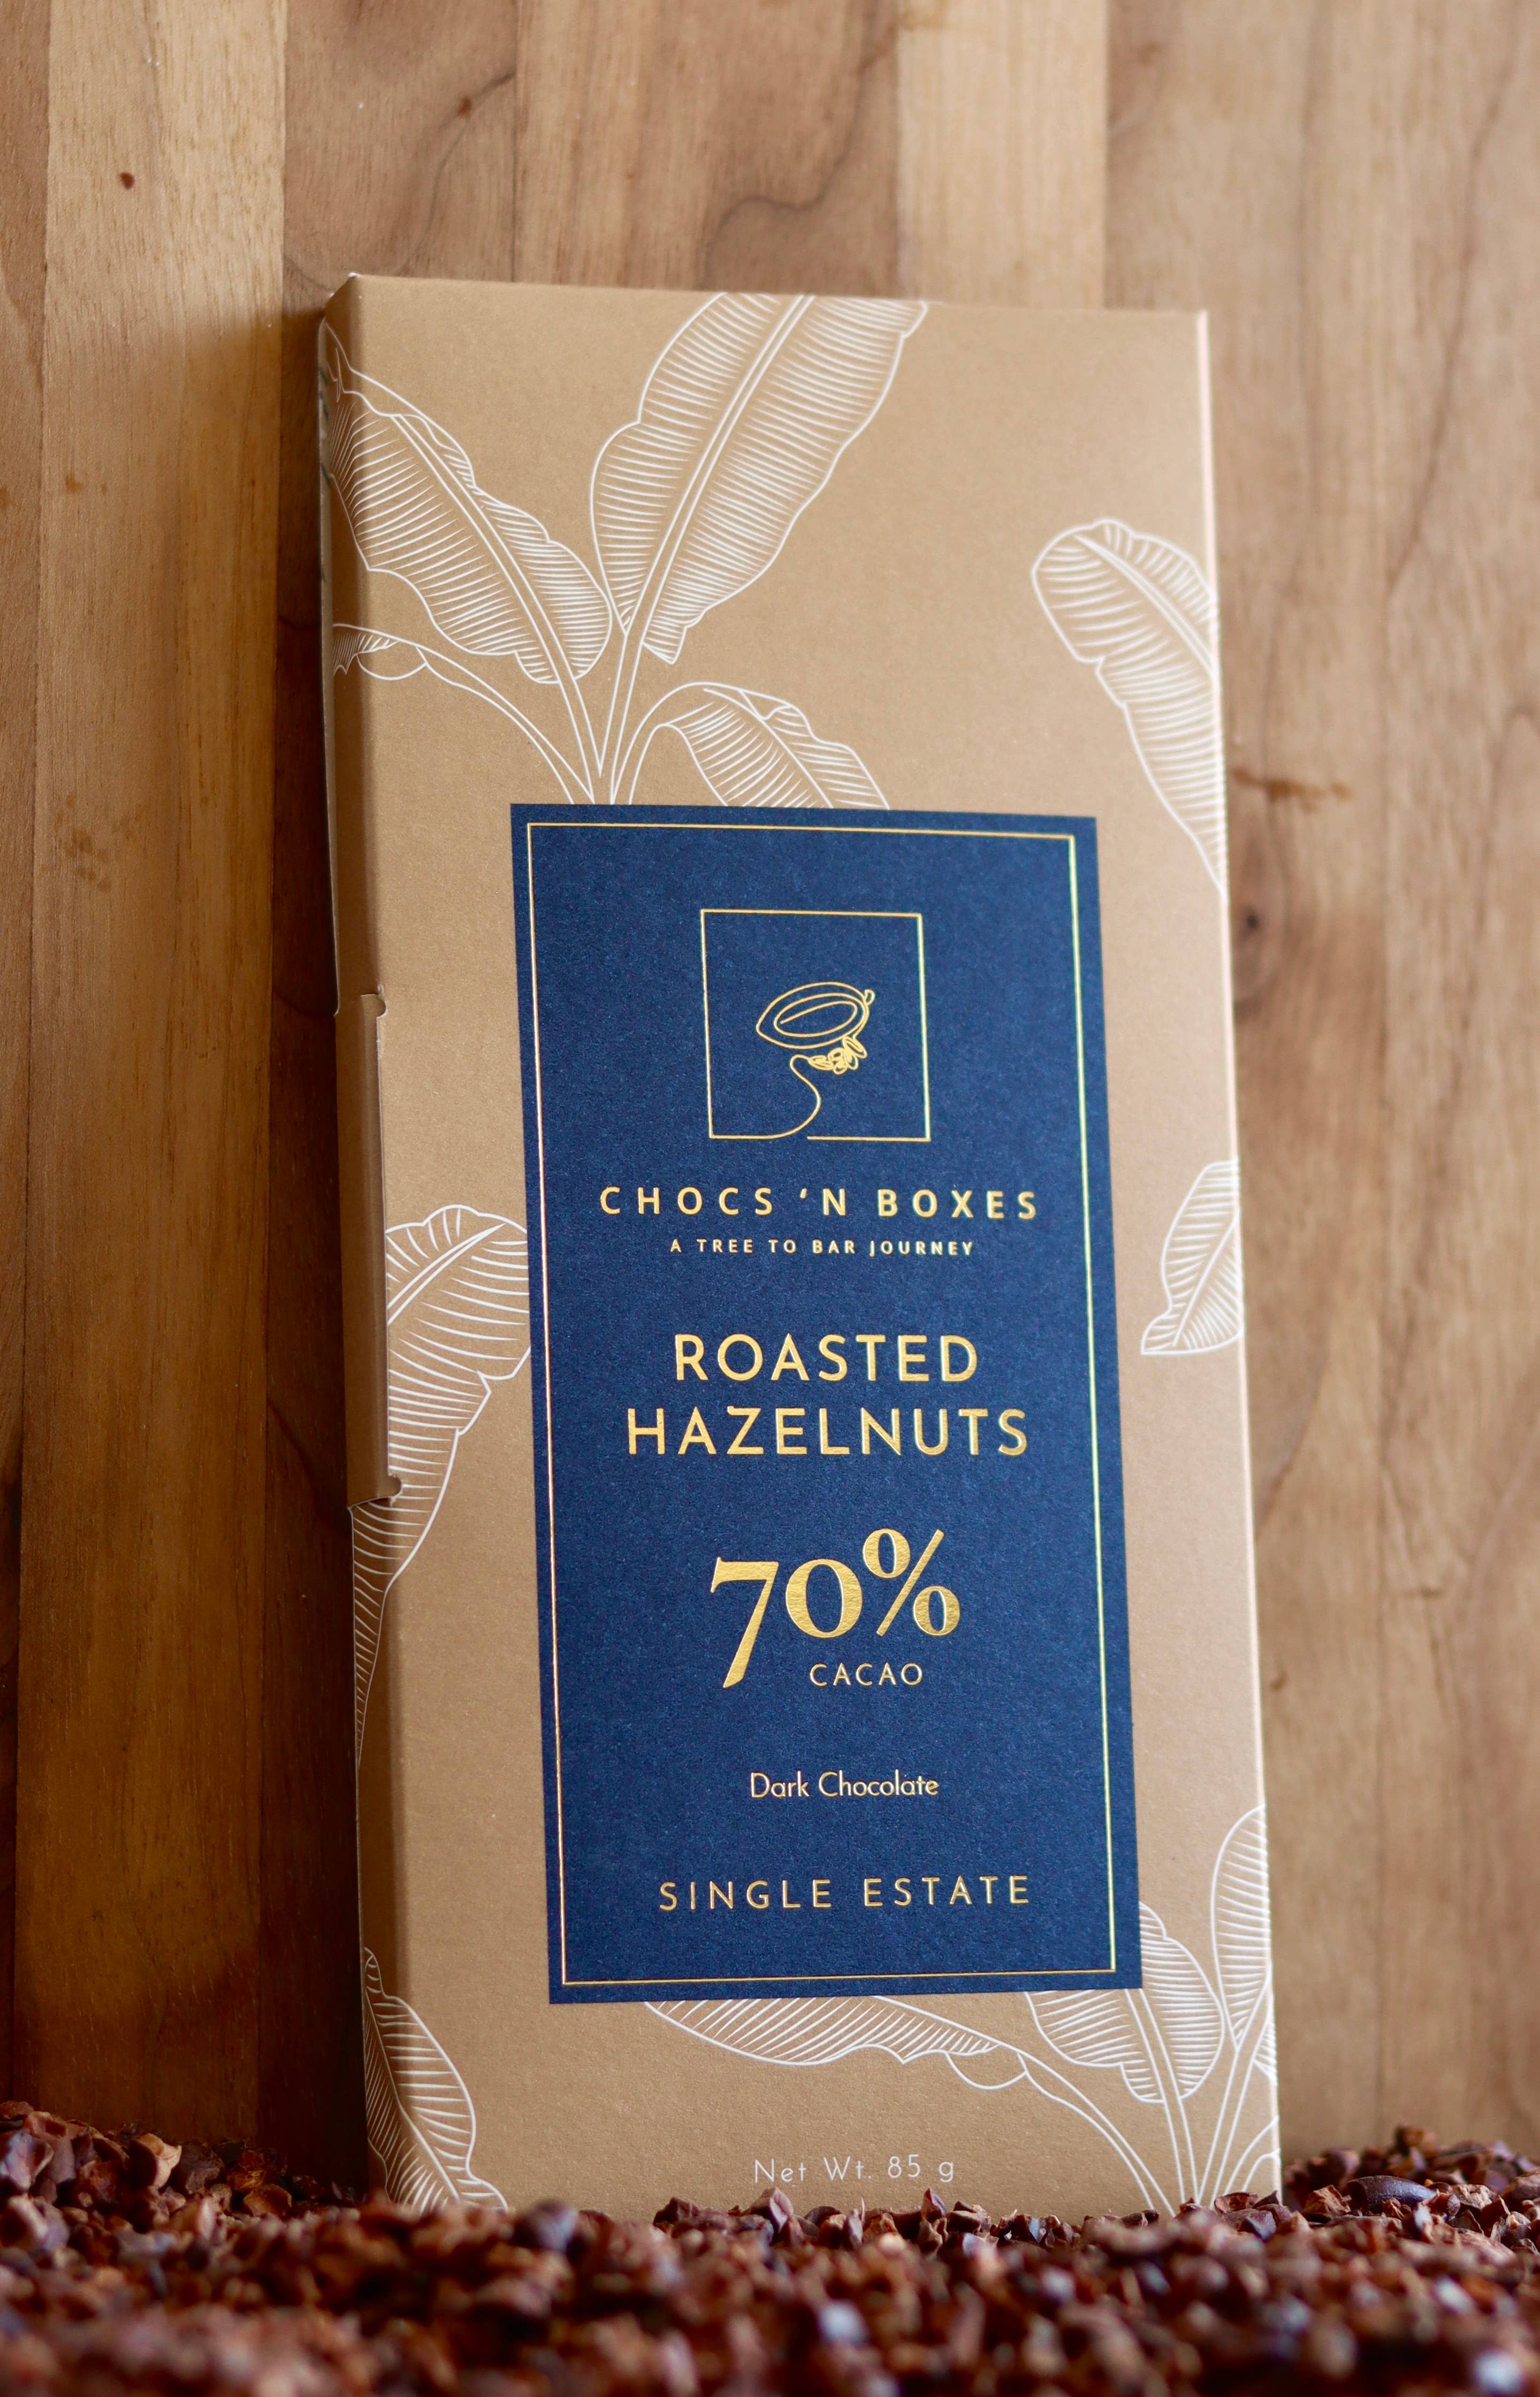 CHOCS ‘N BOXES
A TREE TO BAR JOURNEY
ROASTED
HAZELNUTS
70%
CACAO
Dark Chocolate
SINGLE ESTATE
Net Wt. 85 g